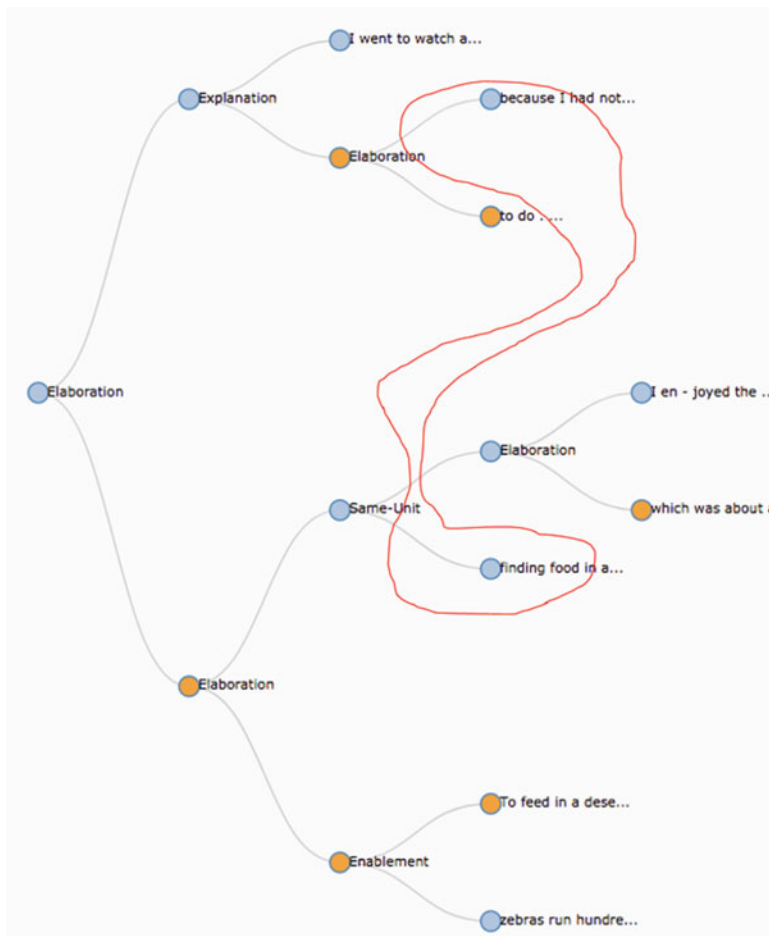 I went to watch a...
Explanation
because I had not...
Elaboration
to do . ...
Elaboration
I en - joyed the ..
Elaboration
Same-Unit
which was about a
finding food in a...
Elaboration
To feed in a dese...
Enablement
zebras run hundre...